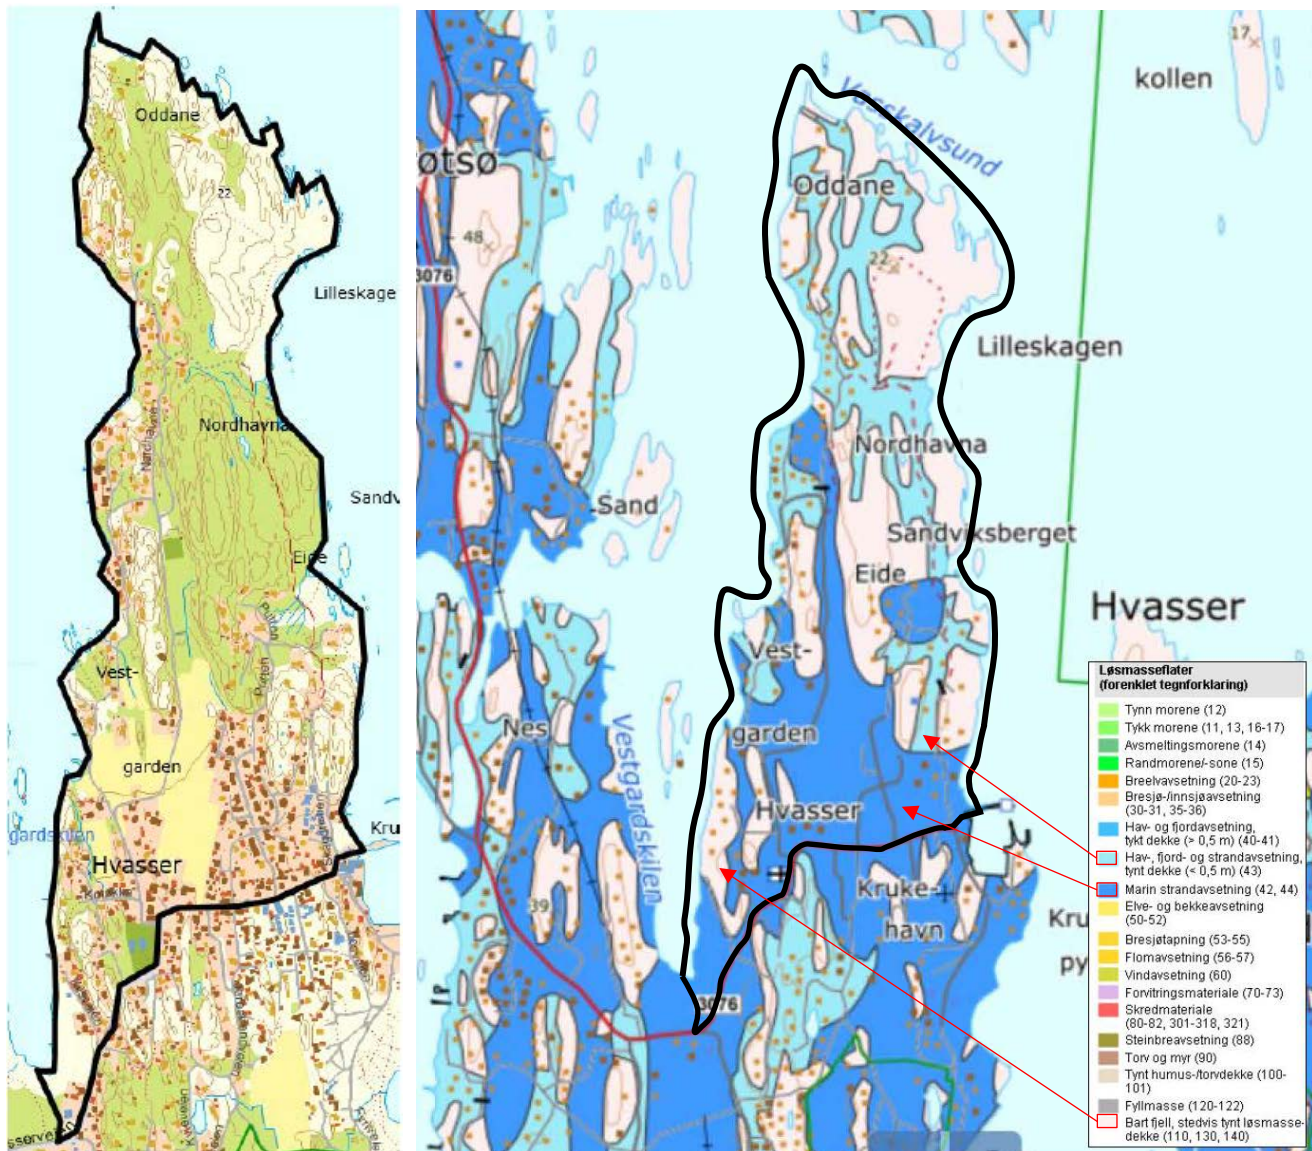 Oddane
22
Lilleskage
Nordhavna
Nordhavna
Sandv
Eide
Vest-
garden
gardskilen
Hvasser
Kru
17
kollen
Vasskalvsund
øtsø
Oddane
48
3076
22
Lilleskagen
Nordhavna
Sand
Sandviksberget
Eide
Hvasser
Vest-
Nes
Vestgardskilen
garden
Hvasser
39
Kruke-
havn
Kru
py
3076
Løsmasseflater
(forenklet tegnforklaring)
Tynn morene (12)
Tykk morene (11, 13, 16-17)
Avsmeltingsmorene (14)
Randmorene/-sone (15)
Breelvavsetning (20-23)
Bresjø-/innsjøavsetning
(30-31, 35-36)
Hav- og fjordavsetning,
tykt dekke (> 0,5 m) (40-41)
Hav-, fjord- og strandavsetning,
tynt dekke (< 0,5 m) (43)
Marin strandavsetning (42, 44)
Elve- og bekkeavsetning
(50-52)
Bresjøtapning (53-55)
Flomavsetning (56-57)
Vindavsetning (60)
Forvitringsmateriale (70-73)
Skredmateriale
(80-82, 301-318, 321)
Steinbreavsetning (88)
Torv og myr (90)
Tynt humus-/torvdekke (100-
101)
Fyllmasse (120-122)
Bart fjell, stedvis tynt løsmasse-
dekke (110, 130, 140)